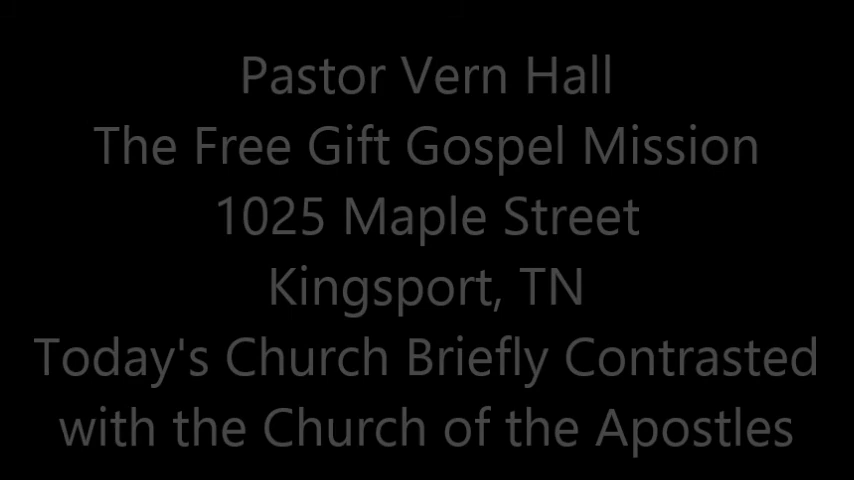 Pastor Vern Hall
The Free Gift Gospel Mission
1025 Maple Street
Kingsport, TN
Today's Church Briefly Contrasted
with the Church of the Apostles